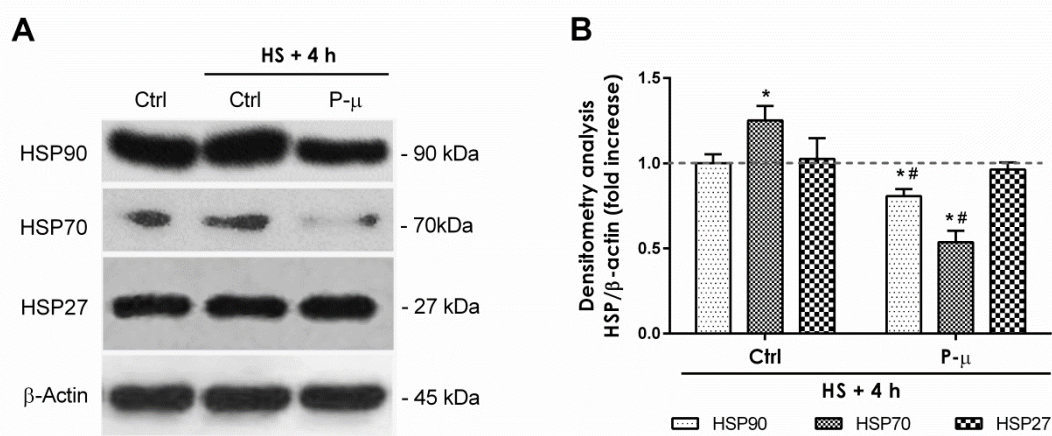 A
HS + 4 h
Ctrl Ctrl P-μ
HSP90 - 90 kDa
HSP70 - 70kDa
HSP27 - 27 kDa
β-Actin - 45 kDa
B
Densitometry analysis
HSP/β-actin (fold increase)
1.5
1.0
0.5
0.0
*
* #
* #
Ctrl P-μ
HS + 4 h
HSP90 HSP70 HSP27